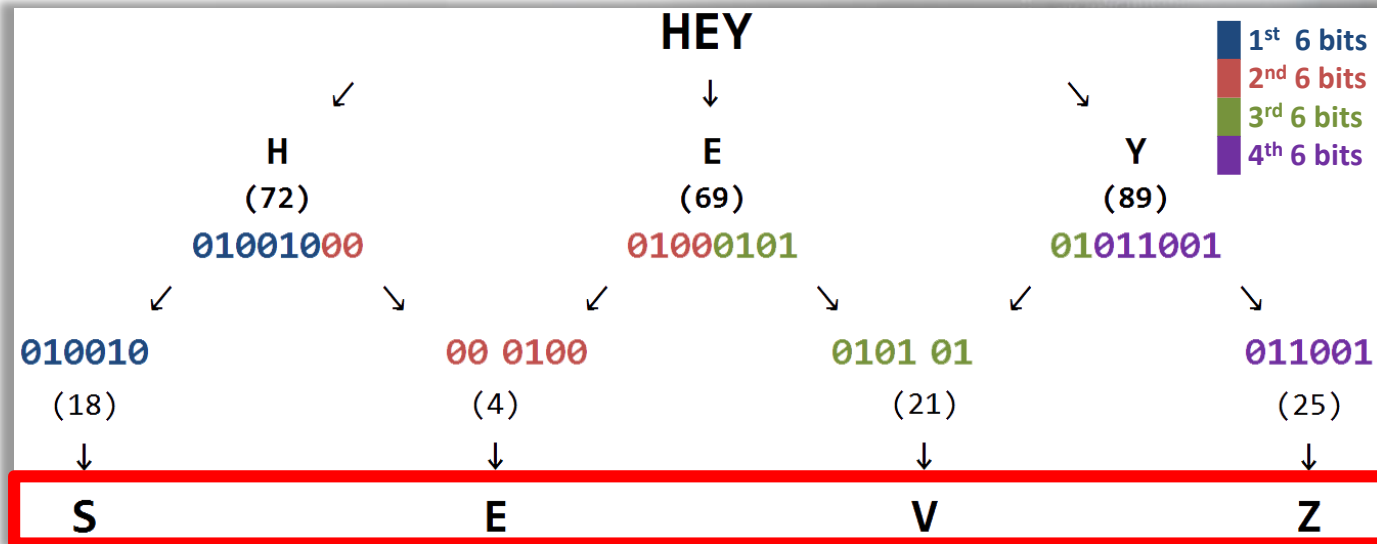 HEY
1st 6 bits
2nd 6 bits
3rd 6 bits
4th 6 bits
↙ ↓ ↘
H E Y
(72) (69) (89)
01001000 01000101 01011001
↙ ↘ ↙ ↘ ↙ ↘
010010 00 0100 0101 01 011001
(18) (4) (21) (25)
↓ ↓ ↓ ↓
S E V Z